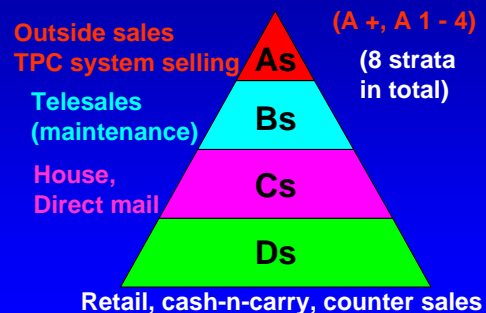 Outside sales
TPC system selling
(A +, A 1 - 4)
As
(8 strata
in total)
Telesales
(maintenance)
Bs
House,
Direct mail
Cs
Ds
Retail, cash-n-carry, counter sales